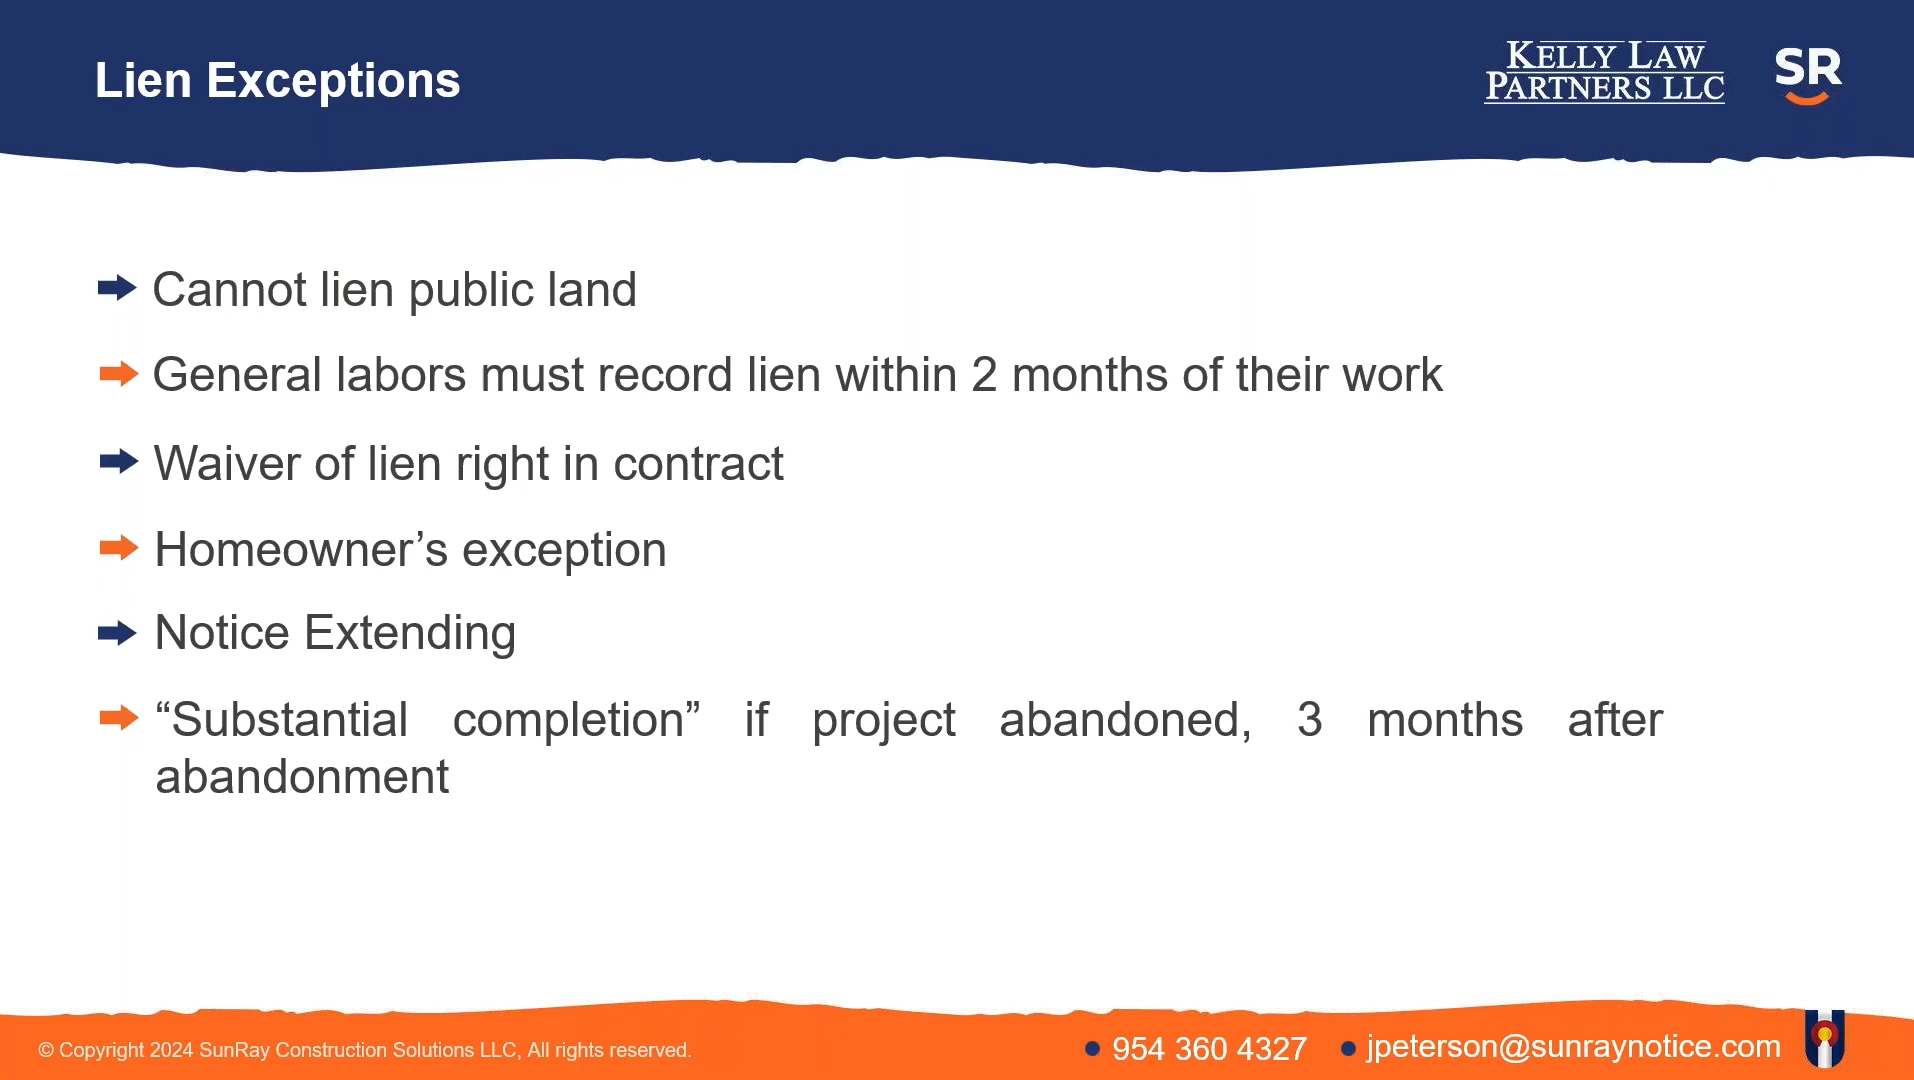 Lien Exceptions
KELLY LAW
PARTNERS LLC
SR
Cannot lien public land
General labors must record lien within 2 months of their work
Waiver of lien right in contract
Homeowner’s exception
Notice Extending
“Substantial completion” if project abandoned, 3 months after
abandonment
© Copyright 2024 SunRay Construction Solutions LLC, All rights reserved.
954 360 4327
jpeterson@sunraynotice.com